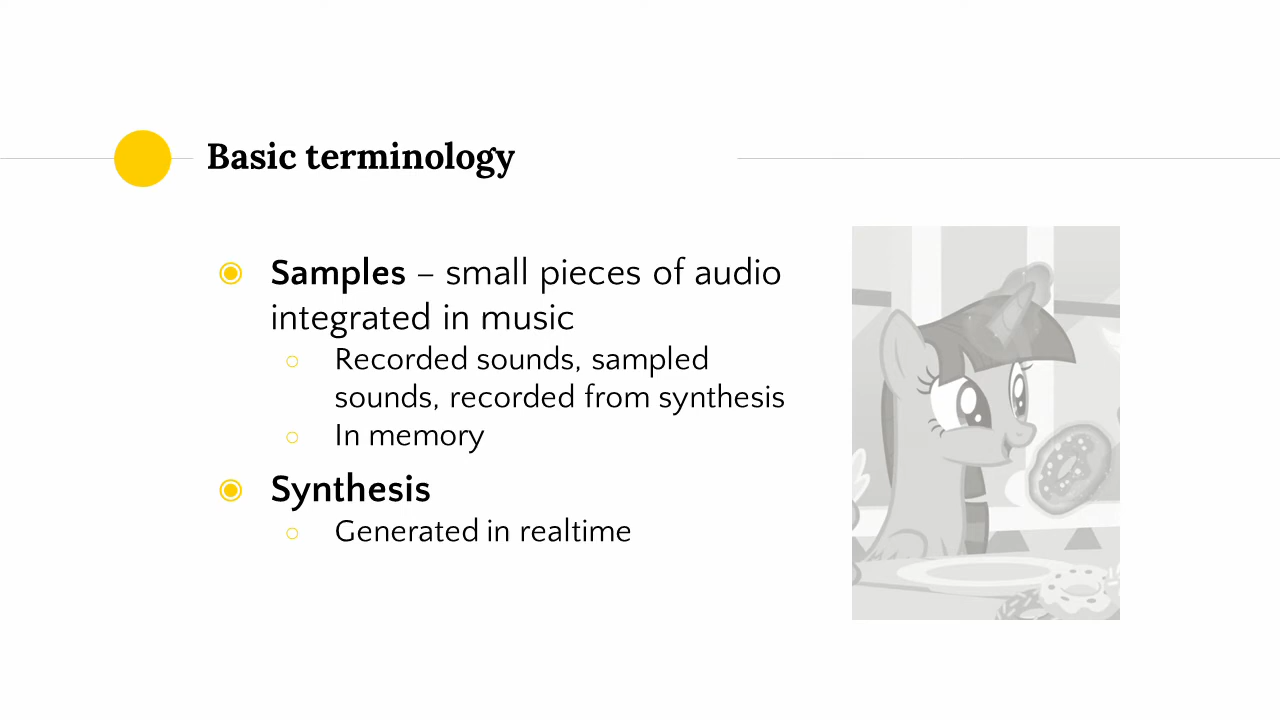 Basic terminology
Samples – small pieces of audio
integrated in music
Recorded sounds, sampled
sounds, recorded from synthesis
In memory
Synthesis
Generated in realtime